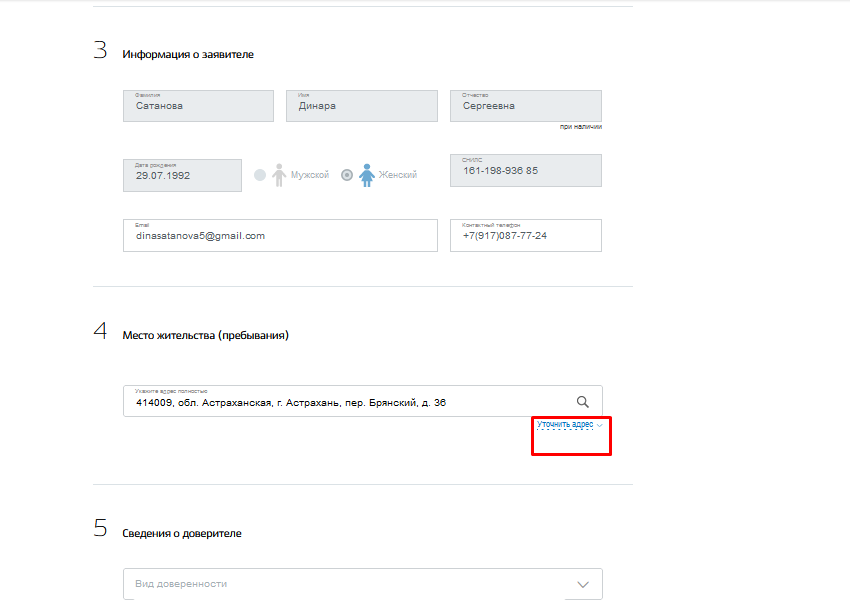 3 Информация о заявителе
Фамилия Имя Отчество
Сатанова Динара Сергеевна
при наличии
Дата рождения СНИЛС
29.07.1992 Мужской Женский 161-198-936 85
Email Контактный телефон
dinasatanova5@gmail.com +7(917)087-77-24
4 Место жительства (пребывания)
Укажите адрес полностью
414009, обл. Астраханская, г. Астрахань, пер. Брянский, д. 36
Уточнить адрес
5 Сведения о доверителе
Вид доверенности